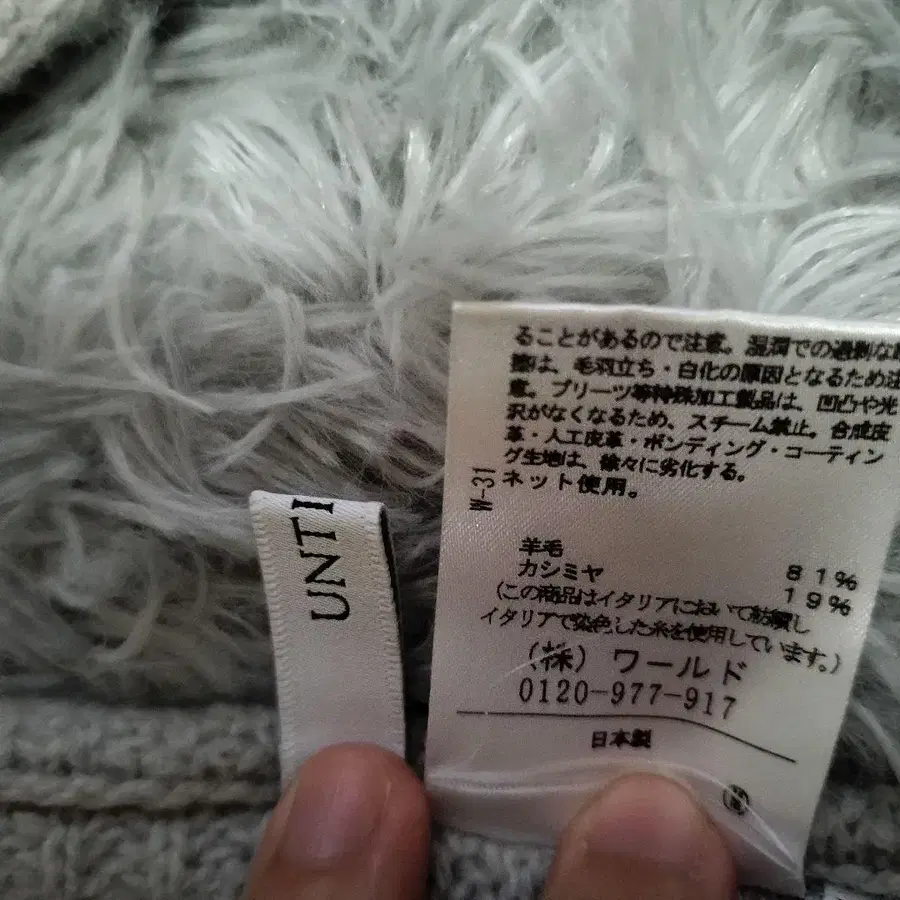 UNTI
ることがあるので注意。湿潤での過剰な摩
擦は、毛羽立ち・白化の原因となるため注
意。プリーツ等特殊加工製品は、凹凸や光
沢がなくなるため、スチーム禁止。合成皮
革・人工皮革・ボンディング・コーティン
グ生地は、徐々に劣化する。
ネット使用。
W-31
羊毛 81%
カシミヤ 19%
(この商品はイタリアにおいて紡績し
イタリアで染色した糸を使用しています。)
(株) ワールド
0120-977-917
日本製